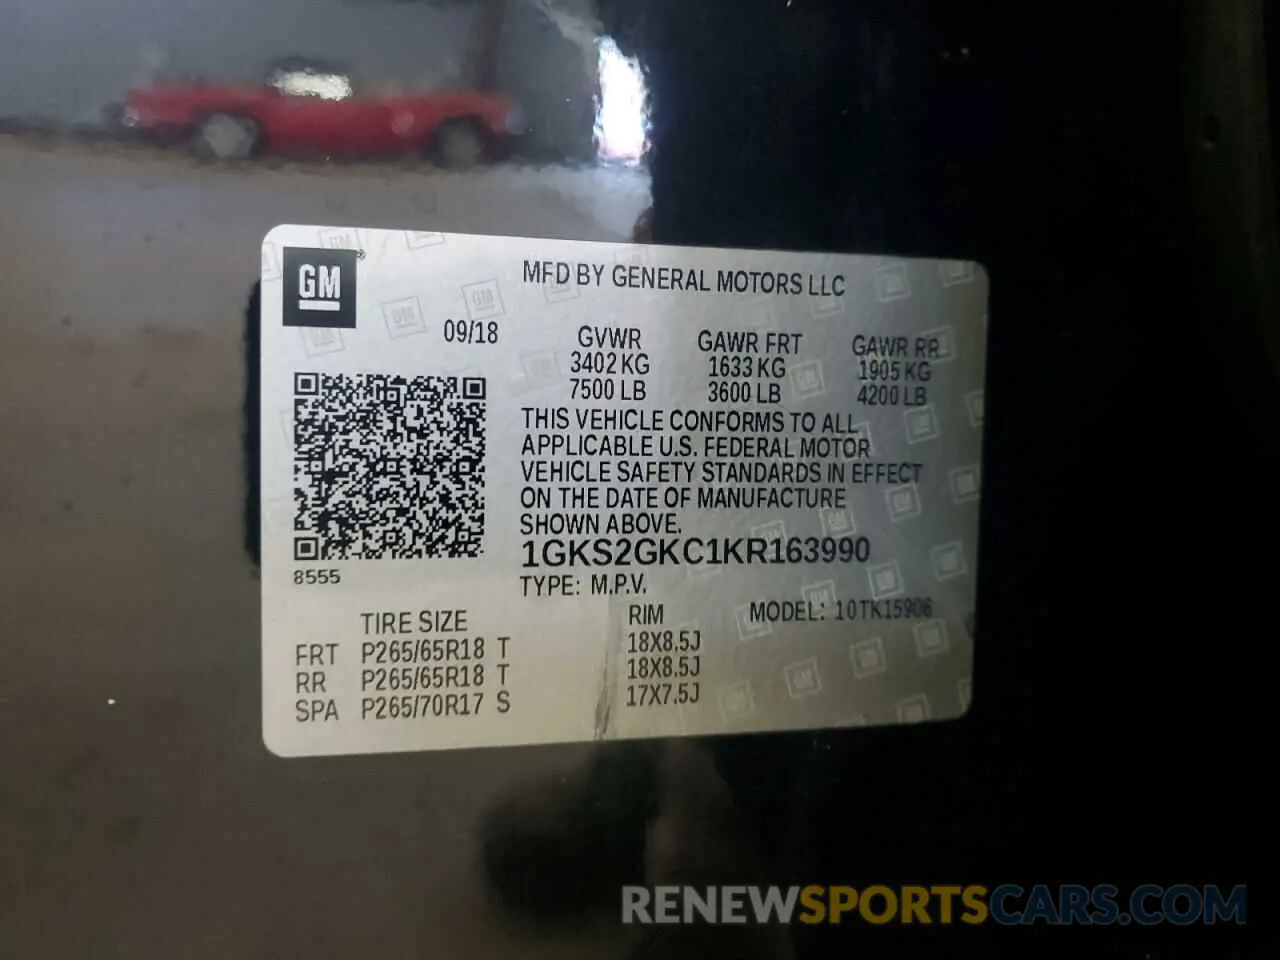 GM®
MFD BY GENERAL MOTORS LLC
09/18
GVWR GAWR FRT GAWR RR
3402 KG 1633 KG 1905 KG
7500 LB 3600 LB 4200 LB
THIS VEHICLE CONFORMS TO ALL
APPLICABLE U.S. FEDERAL MOTOR
VEHICLE SAFETY STANDARDS IN EFFECT
ON THE DATE OF MANUFACTURE
SHOWN ABOVE.
1GKS2GKC1KR163990
8555
TYPE: M.P.V.
TIRE SIZE RIM MODEL: 10TK15906
FRT P265/65R18 T 18X8.5J
RR P265/65R18 T 18X8.5J
SPA P265/70R17 S 17X7.5J
RENEWSPORTSCARS.COM